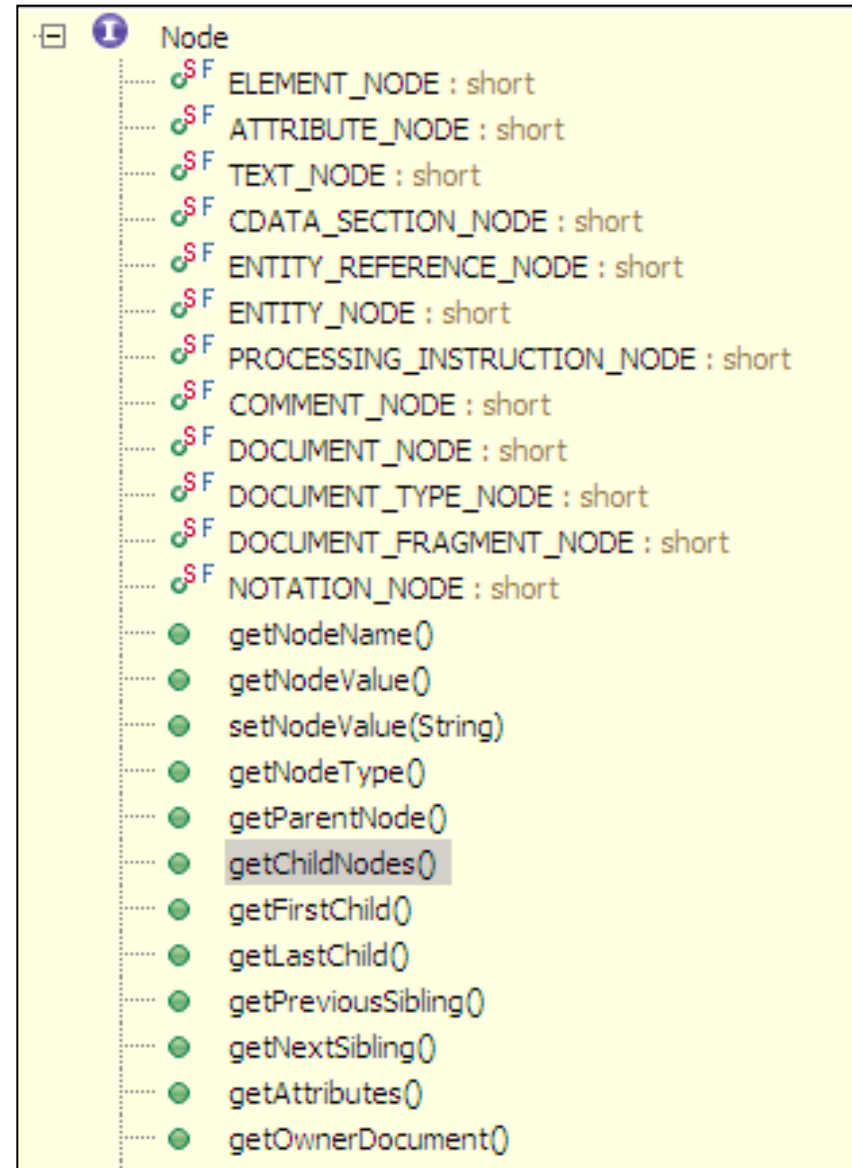 I Node
S F ELEMENT_NODE : short
S F ATTRIBUTE_NODE : short
S F TEXT_NODE : short
S F CDATA_SECTION_NODE : short
S F ENTITY_REFERENCE_NODE : short
S F ENTITY_NODE : short
S F PROCESSING_INSTRUCTION_NODE : short
S F COMMENT_NODE : short
S F DOCUMENT_NODE : short
S F DOCUMENT_TYPE_NODE : short
S F DOCUMENT_FRAGMENT_NODE : short
S F NOTATION_NODE : short
getNodeName()
getNodeValue()
setNodeValue(String)
getNodeType()
getParentNode()
getChildNodes()
getFirstChild()
getLastChild()
getPreviousSibling()
getNextSibling()
getAttributes()
getOwnerDocument()